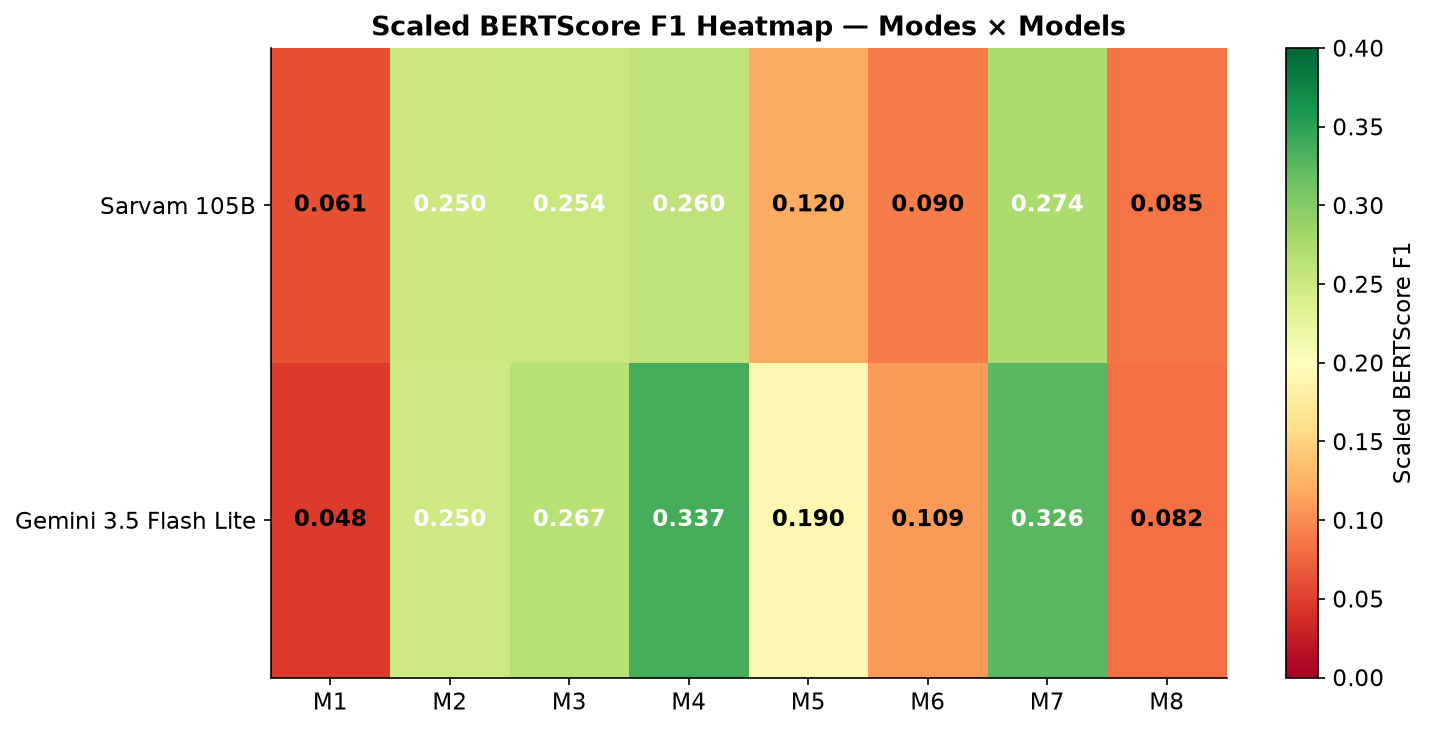 Scaled BERTScore F1 Heatmap — Modes × Models
Sarvam 105B
0.061 0.250 0.254 0.260 0.120 0.090 0.274 0.085
Gemini 3.5 Flash Lite
0.048 0.250 0.267 0.337 0.190 0.109 0.326 0.082
M1 M2 M3 M4 M5 M6 M7 M8
0.40
0.35
0.30
0.25
0.20
0.15
0.10
0.05
0.00
Scaled BERTScore F1